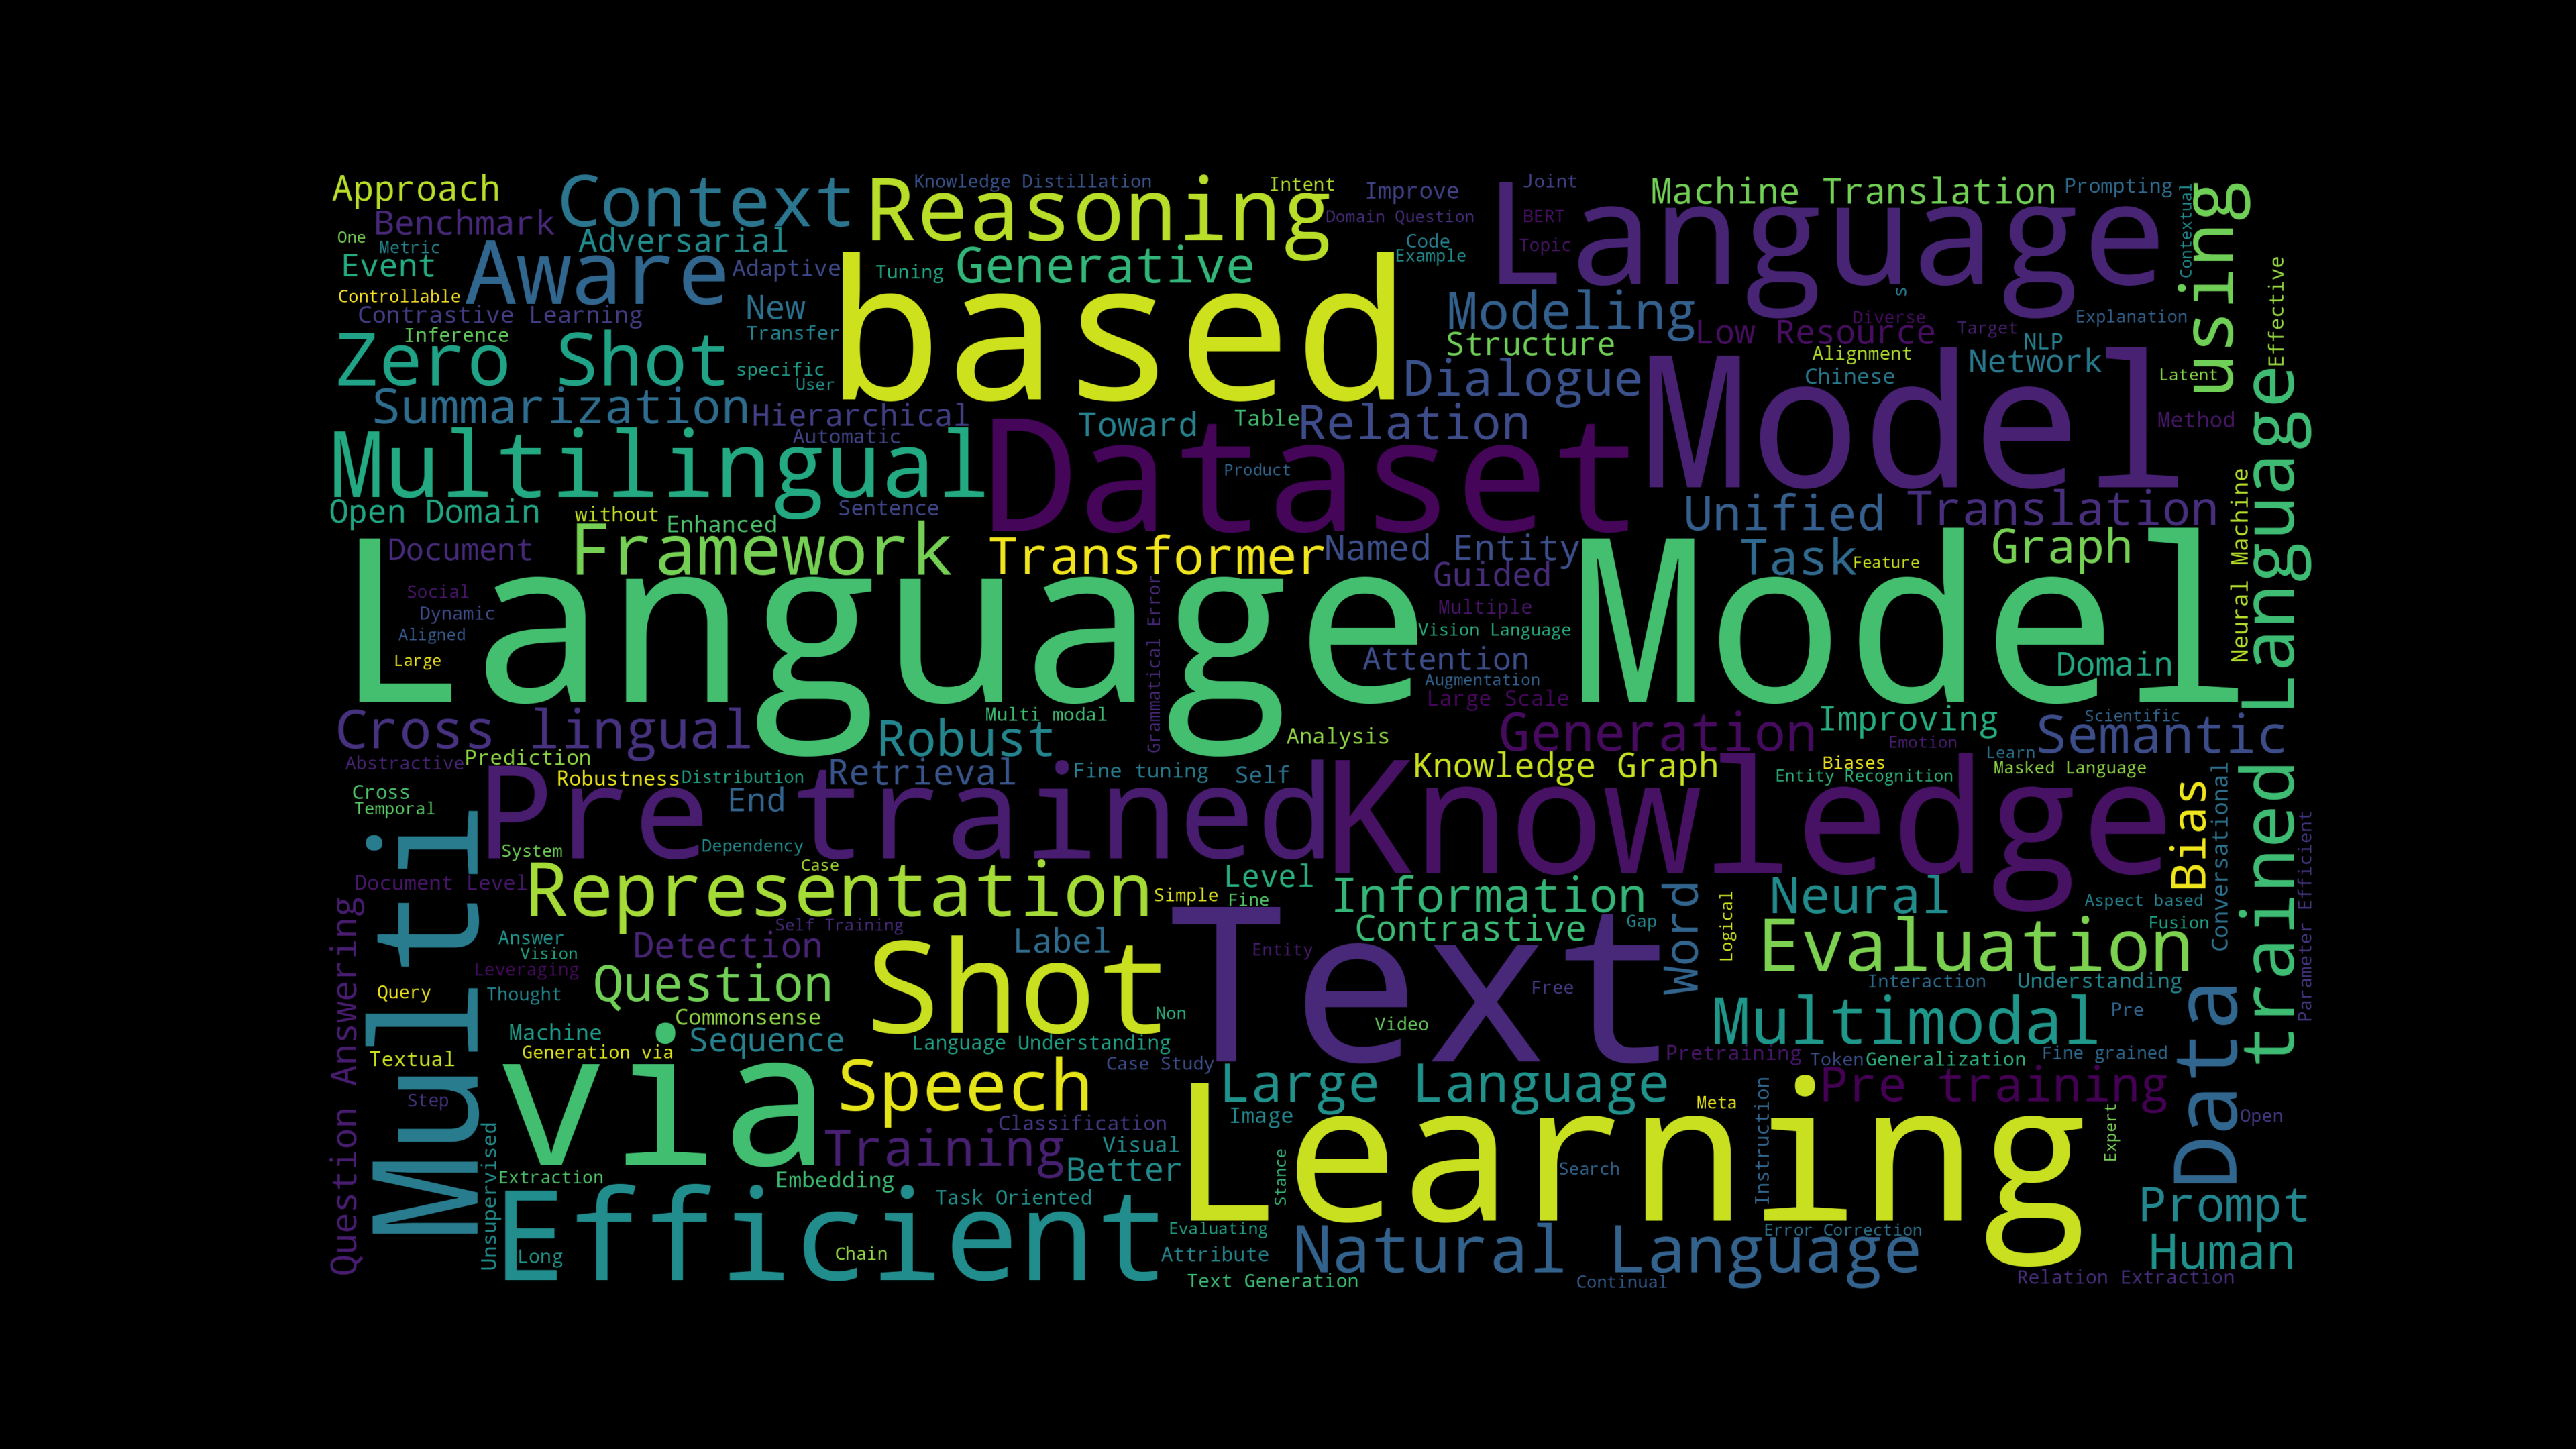 Approach
Context
Reasoning
Knowledge Distillation
Intent
Improve
Joint
Language
Machine Translation
Prompting
Contextual
using
Benchmark
Domain Question
BERT
One
Metric
Adversarial
Code
Topic
Example
Event
Aware
Adaptive
Tuning
Generative
based
Effective
Controllable
New
Modeling
s
Contrastive Learning
Low Resource
Diverse
Target
Explanation
Inference
Transfer
Structure
NLP
Zero Shot
Alignment
Network
specific
User
Dialogue
Chinese
Model
Latent
Summarization
Hierarchical
Toward
Table
Relation
Method
Language
Automatic
Multilingual
Dataset
Product
Open Domain
without
Enhanced
Sentence
Unified
Translation
Neural Machine
Document
Framework
Transformer
Named Entity
Task
Feature
Graph
Guided
Language Model
Social
Dynamic
Aligned
Large
Grammatical Error
Multiple
Vision Language
Attention
Augmentation
Domain
Large Scale
Cross lingual
Multi modal
Robust
Analysis
Generation
Improving
Scientific
Semantic
Emotion
Learn
Abstractive
Prediction
Robustness
Distribution
Retrieval
Fine tuning
Self
Knowledge Graph
Biases
Entity Recognition
Masked Language
Cross
Temporal
Pre trained
End
Knowledge
Bias
Conversational
trained
Parameter Efficient
System
Dependency
Case
Multi
Document Level
Representation
Simple
Level
Fine
Information
Word
Neural
Aspect based
Question Answering
Self Training
Contrastive
Gap
Logical
Fusion
Answer
Vision
Detection
Label
Entity
Text
Evaluation
Leveraging
Query
Thought
Question
Shot
Non
Free
Interaction
Understanding
Commonsense
Video
Multimodal
Pre
Data
Machine
Sequence
Language Understanding
Textual
Generation via
via
Case Study
Pretraining
Token
Generalization
Fine grained
Step
Speech
Large Language
Meta
Pre training
Image
Classification
Learning
Instruction
Expert
Open
Unsupervised
Training
Visual
Better
Search
Extraction
Embedding
Stance
Efficient
Task Oriented
Prompt
Evaluating
Error Correction
Long
Chain
Attribute
Natural Language
Human
Text Generation
Continual
Relation Extraction